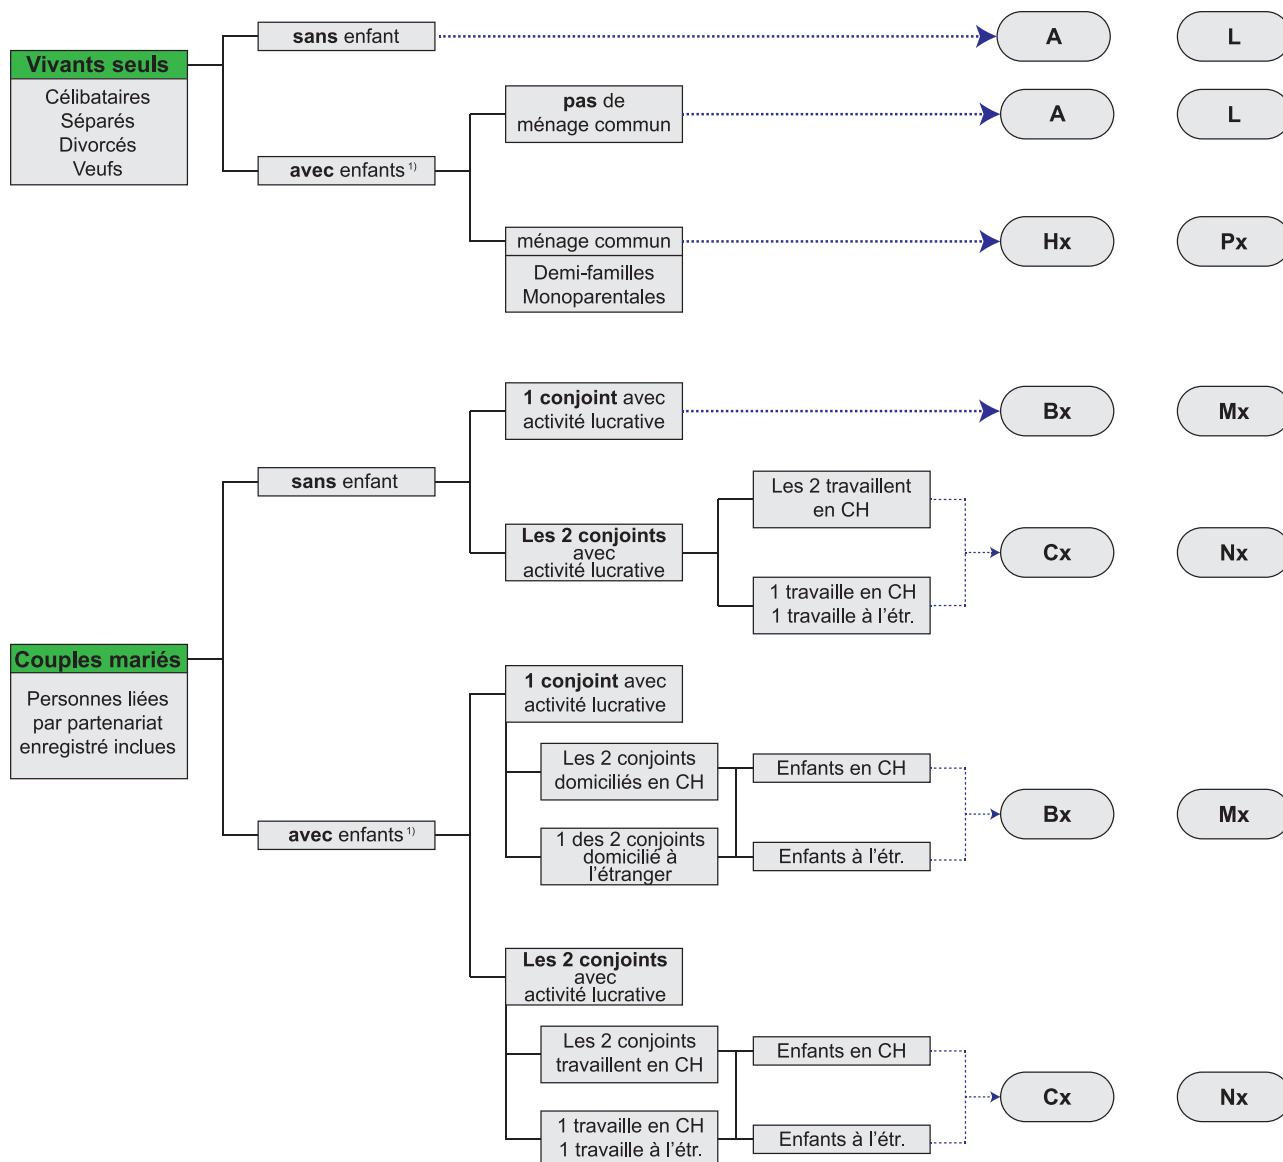 sans enfant
A
L
Vivants seuls
Célibataires
Séparés
Divorcés
Veufs
pas de
ménage commun
A
L
avec enfants 1)
ménage commun
Demi-familles
Monoparentales
Hx
Px
1 conjoint avec
activité lucrative
Bx
Mx
sans enfant
Les 2 travaillent
en CH
Les 2 conjoints
avec
activité lucrative
Cx
Nx
1 travaille en CH
1 travaille à l'étr.
Couples mariés
Personnes liées
par partenariat
enregistré inclues
1 conjoint avec
activité lucrative
Les 2 conjoints
domiciliés en CH
Enfants en CH
Bx
Mx
avec enfants 1)
1 des 2 conjoints
domicilié à
l'étranger
Enfants à l'étr.
Les 2 conjoints
avec
activité lucrative
Les 2 conjoints
travaillent en CH
Enfants en CH
Cx
Nx
1 travaille en CH
1 travaille à l'étr.
Enfants à l'étr.